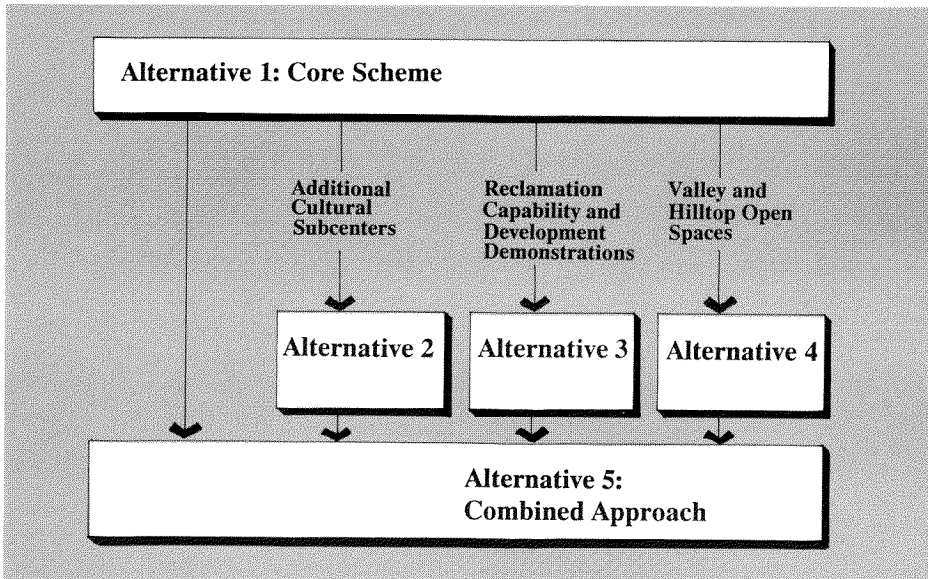 Alternative 1: Core Scheme
Additional
Cultural
Subcenters
Reclamation
Capability and
Development
Demonstrations
Valley and
Hilltop Open
Spaces
Alternative 2
Alternative 3
Alternative 4
Alternative 5:
Combined Approach